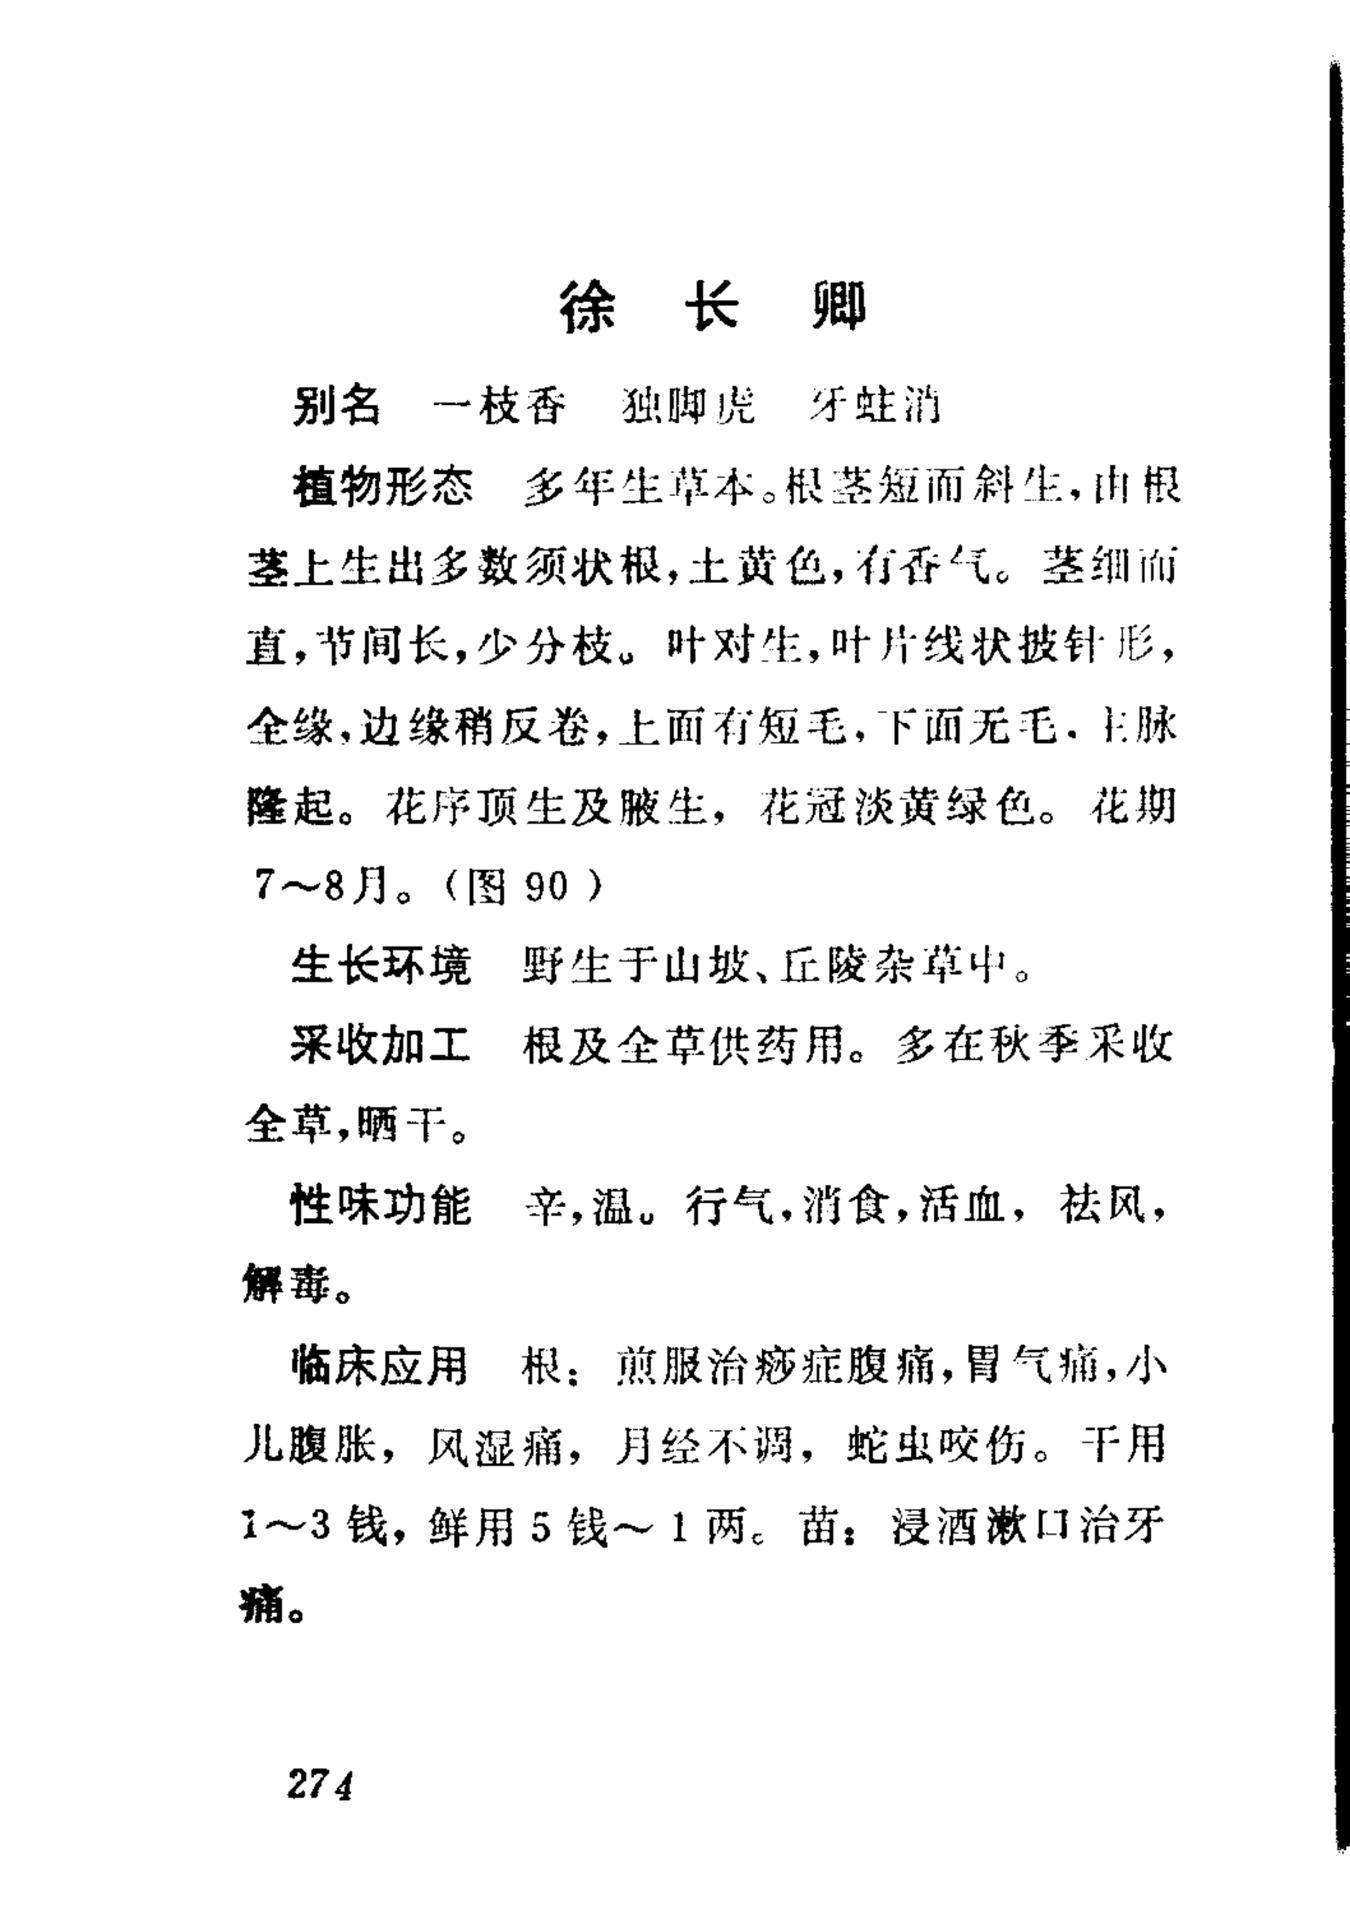 徐长卿
别名 一枝香 独脚虎 牙蛀消
植物形态 多年生草本。根茎短而斜生,由根
茎上生出多数须状根,土黄色,有香气。茎细而
直,节间长,少分枝。叶对生,叶片线状披针形,
全缘,边缘稍反卷,上面有短毛,下面无毛,主脉
隆起。花序顶生及腋生,花冠淡黄绿色。花期
7～8月。(图90)
生长环境 野生于山坡、丘陵杂草中。
采收加工 根及全草供药用。多在秋季采收
全草,晒干。
性味功能 辛,温。行气,消食,活血,祛风,
解毒。
临床应用 根:煎服治痧症腹痛,胃气痛,小
儿腹胀,风湿痛,月经不调,蛇虫咬伤。干用
1～3钱,鲜用5钱～1两。苗:浸酒漱口治牙
痛。
274